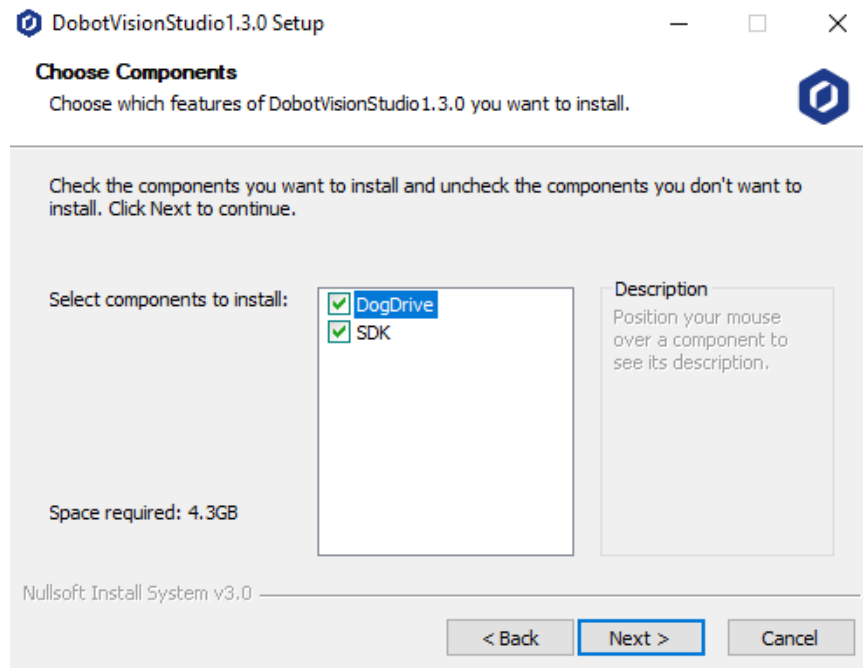 DobotVisionStudio1.3.0 Setup
Choose Components
Choose which features of DobotVisionStudio1.3.0 you want to install.
Check the components you want to install and uncheck the components you don't want to
install. Click Next to continue.
Select components to install:
DogDrive
SDK
Description
Position your mouse
over a component to
see its description.
Space required: 4.3GB
Nullsoft Install System v3.0
< Back
Next >
Cancel